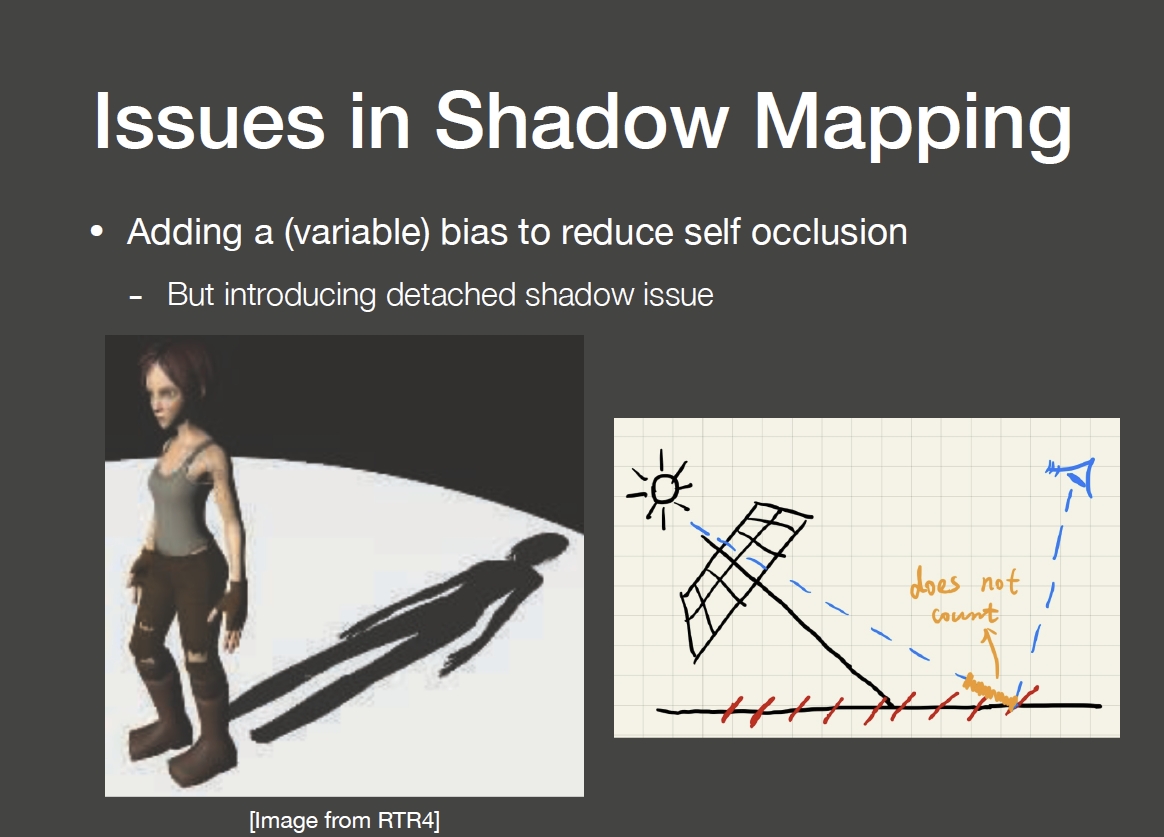 Issues in Shadow Mapping
• Adding a (variable) bias to reduce self occlusion
– But introducing detached shadow issue
does not
count
[Image from RTR4]